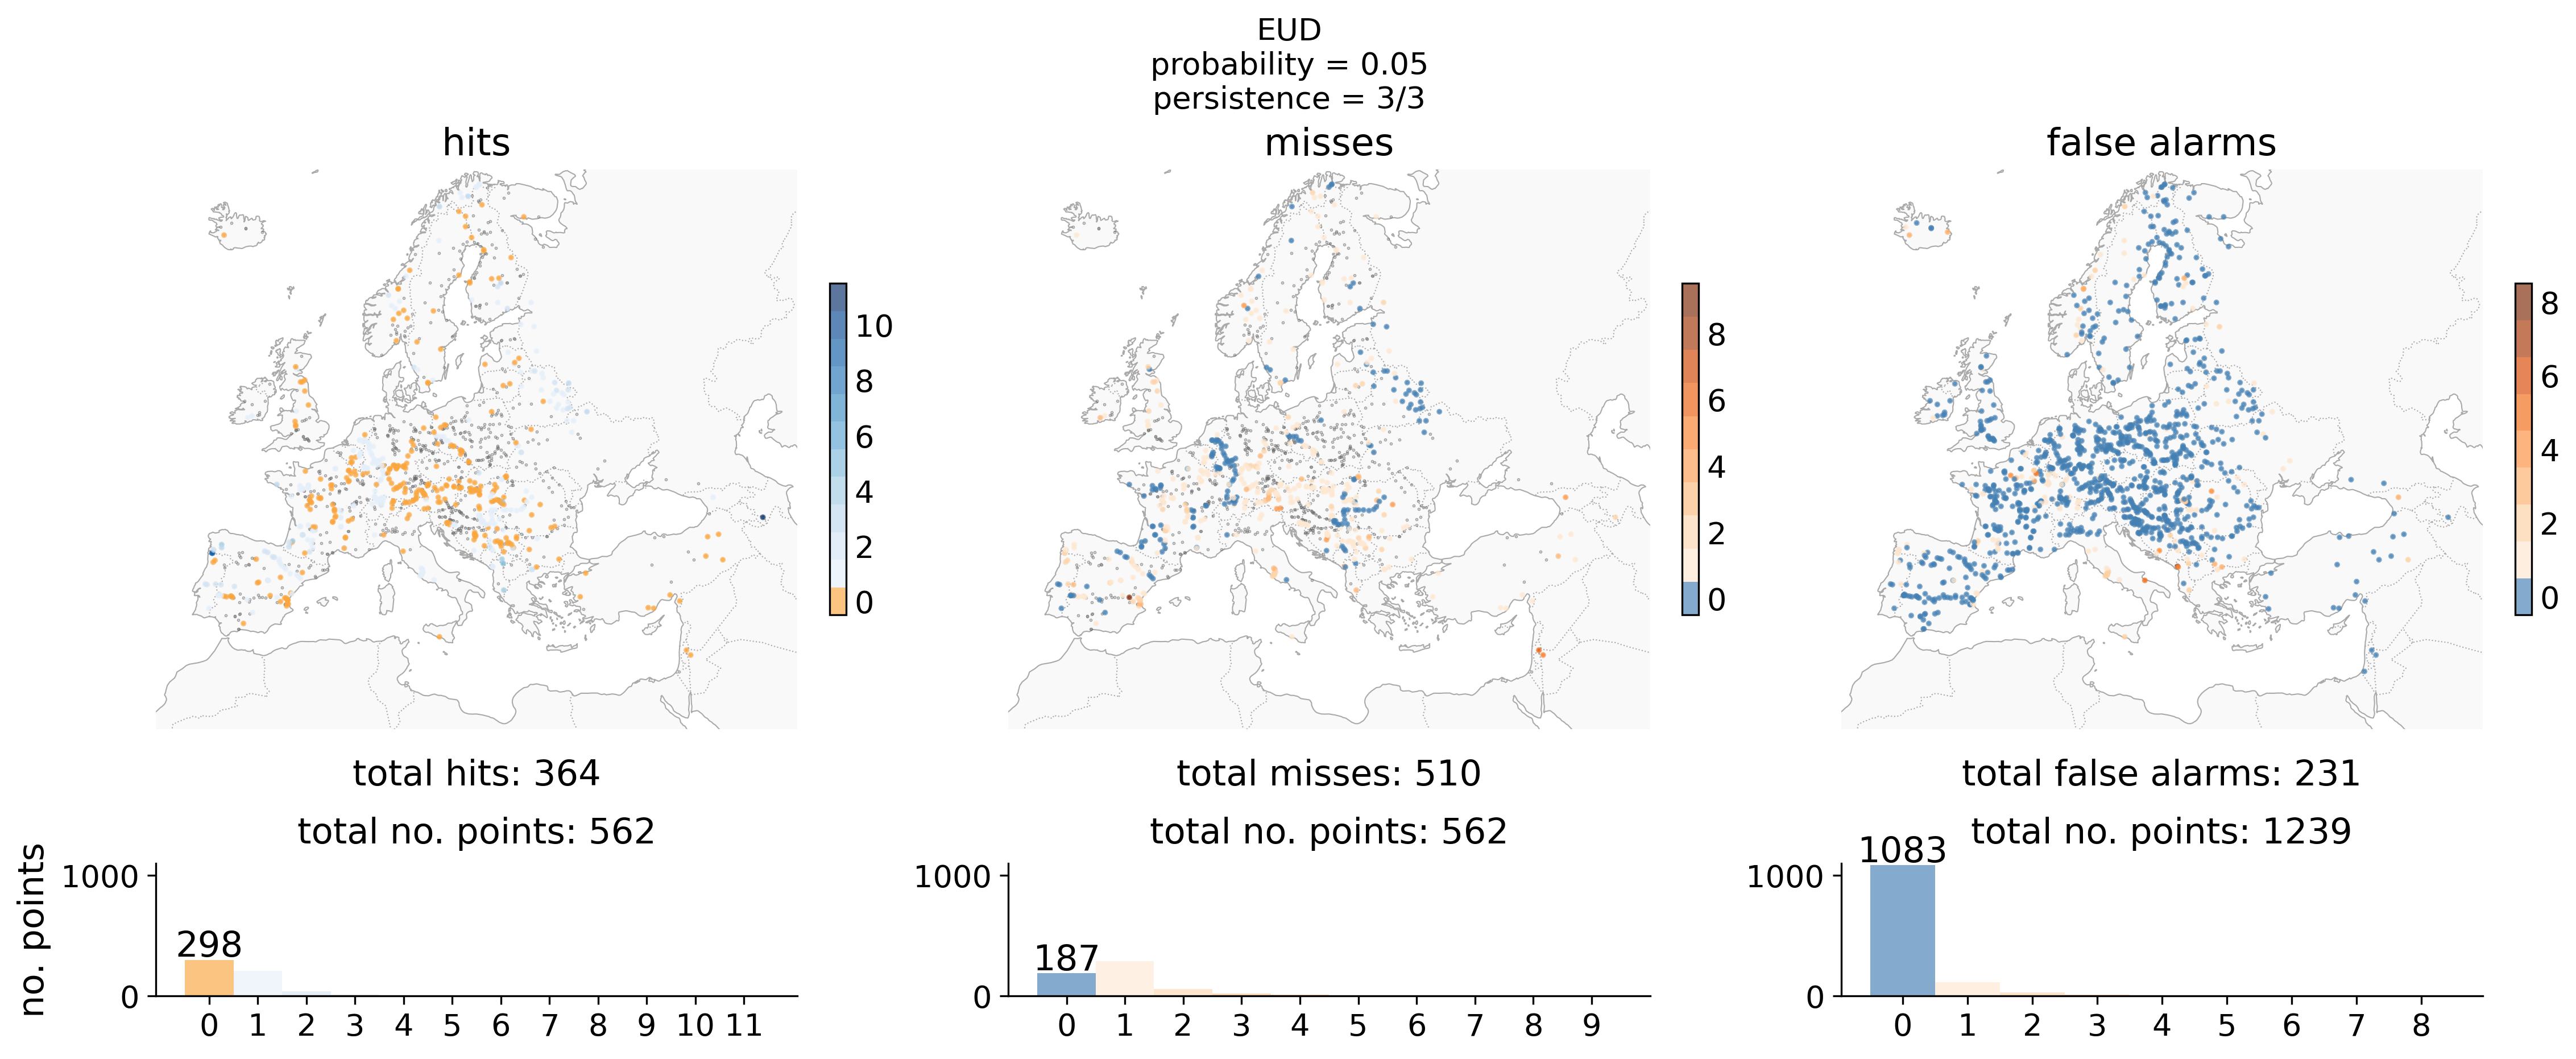 EUD
probability = 0.05
persistence = 3/3
hits
misses
false alarms
10
8
6
4
2
0
8
6
4
2
0
8
6
4
2
0
total hits: 364
total misses: 510
total false alarms: 231
total no. points: 562
total no. points: 562
total no. points: 1239
no. points
1000
0
298
0 1 2 3 4 5 6 7 8 9 10 11
1000
0
187
0 1 2 3 4 5 6 7 8 9
1000
0
1083
0 1 2 3 4 5 6 7 8